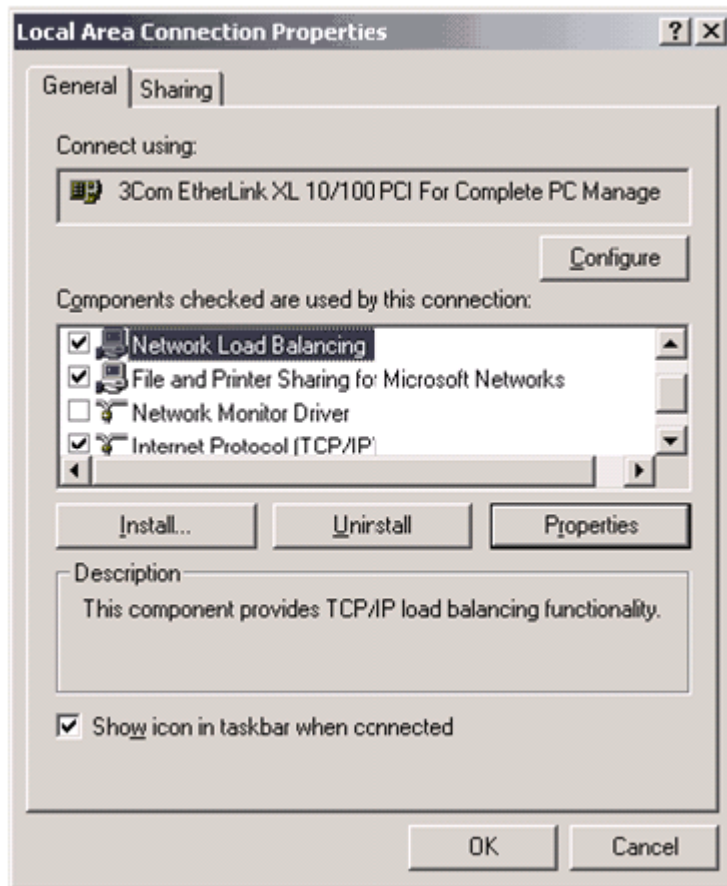 Local Area Connection Properties
General
Sharing
Connect using:
3Com EtherLink XL 10/100 PCI For Complete PC Manage
Configure
Components checked are used by this connection:
Network Load Balancing
File and Printer Sharing for Microsoft Networks
Network Monitor Driver
Internet Protocol (TCP/IP)
Install...
Uninstall
Properties
Description
This component provides TCP/IP load balancing functionality.
Show icon in taskbar when connected
OK
Cancel